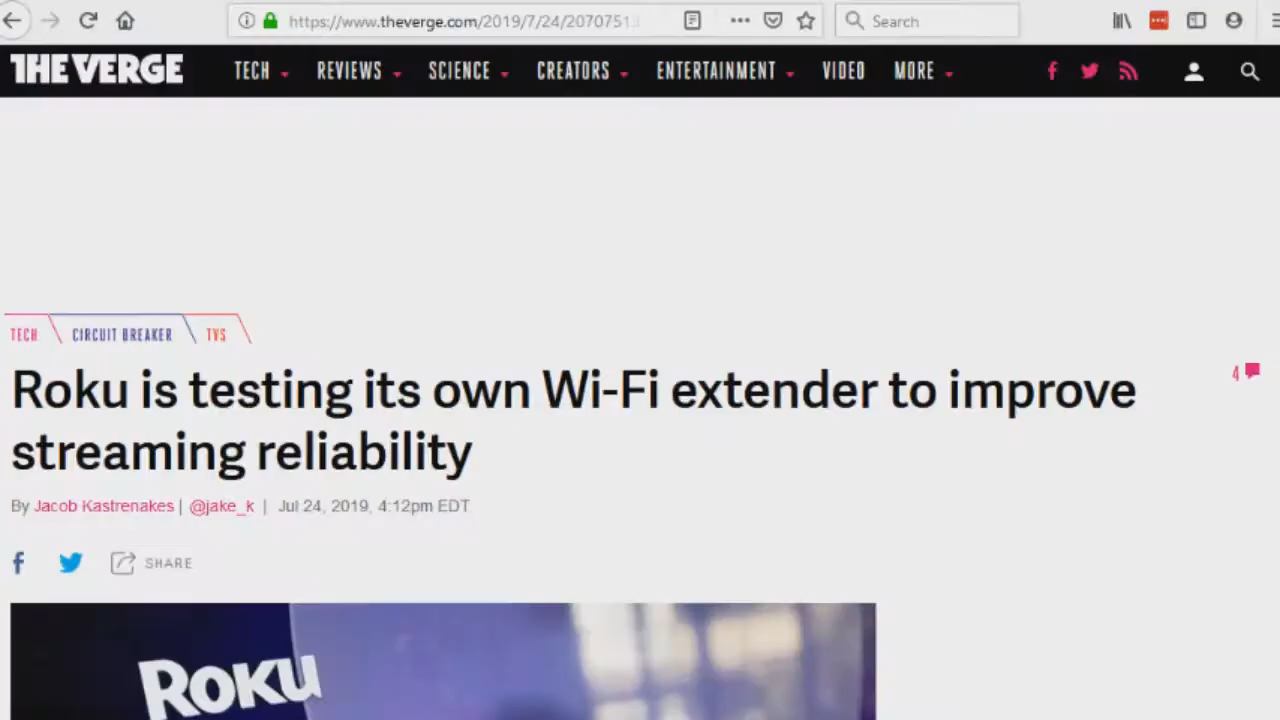 https://www.theverge.com/2019/7/24/2070751
Search
THE VERGE
TECH REVIEWS SCIENCE CREATORS ENTERTAINMENT VIDEO MORE
TECH CIRCUIT BREAKER TVS
Roku is testing its own Wi-Fi extender to improve
streaming reliability
4
By Jacob Kastrenakes | @jake_k | Jul 24, 2019, 4:12pm EDT
SHARE
ROKU